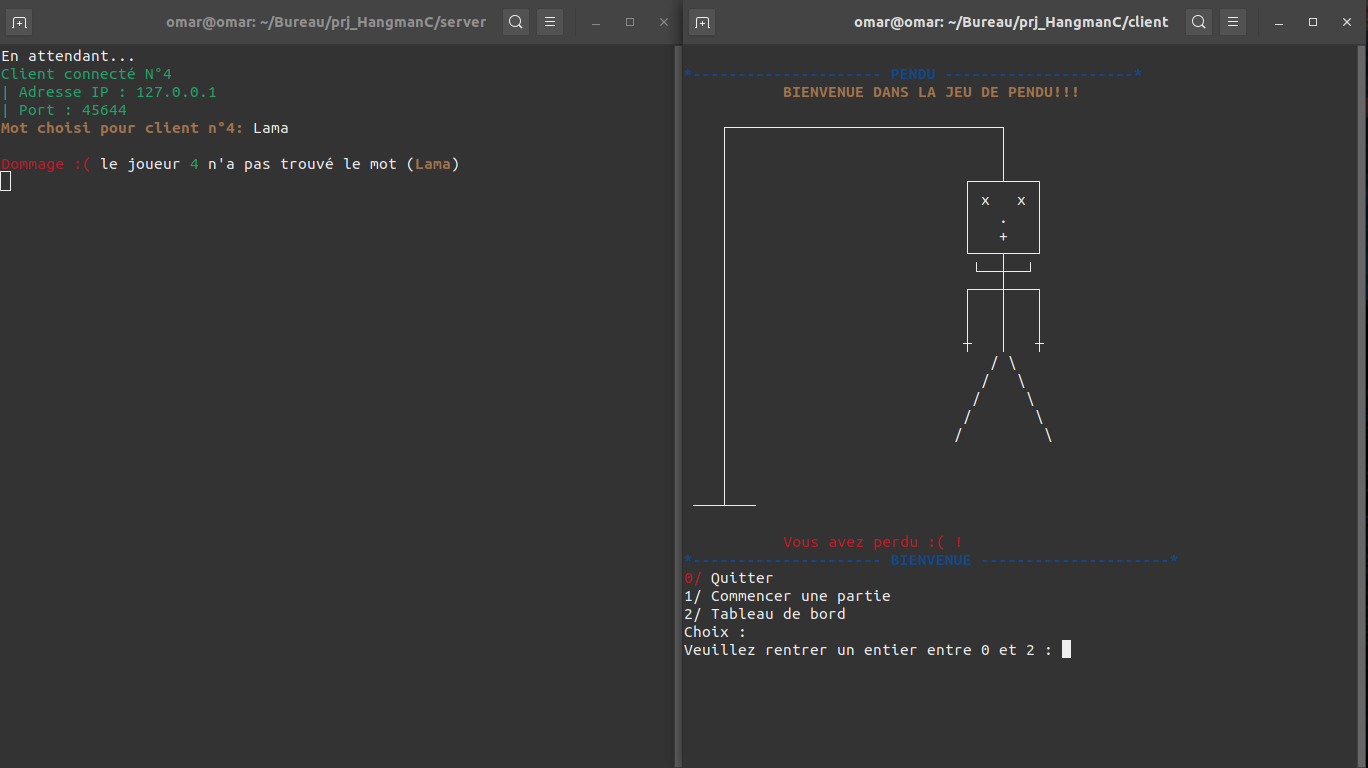 omar@omar: ~/Bureau/prj_HangmanC/server
En attendant...
Client connecté N°4
| Adresse IP : 127.0.0.1
| Port : 45644
Mot choisi pour client n°4: Lama
Dommage :( le joueur 4 n'a pas trouvé le mot (Lama)
omar@omar: ~/Bureau/prj_HangmanC/client
*--------------------- PENDU ---------------------*
BIENVENUE DANS LA JEU DE PENDU!!!
x x
.
+
/ \
/ \
/ \
/ \
/ \
Vous avez perdu :( !
*--------------------- BIENVENUE ---------------------*
0/ Quitter
1/ Commencer une partie
2/ Tableau de bord
Choix :
Veuillez rentrer un entier entre 0 et 2 :